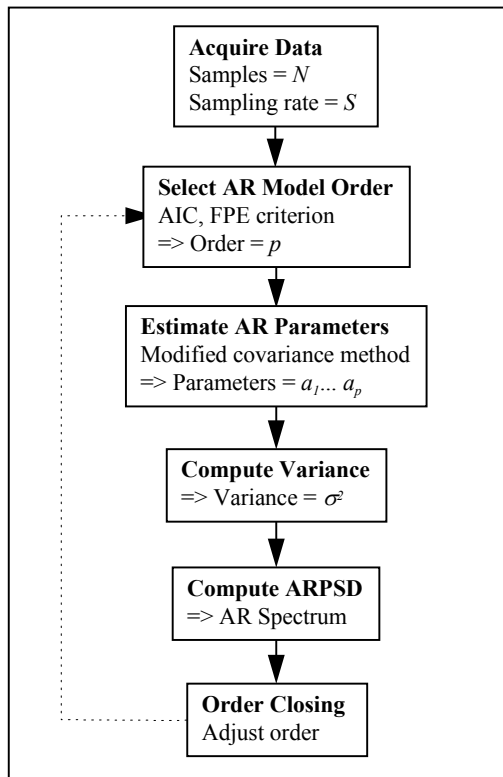 Acquire Data
Samples = N
Sampling rate = S
Select AR Model Order
AIC, FPE criterion
=> Order = p
Estimate AR Parameters
Modified covariance method
=> Parameters = a₁... aₚ
Compute Variance
=> Variance = σ²
Compute ARPSD
=> AR Spectrum
Order Closing
Adjust order